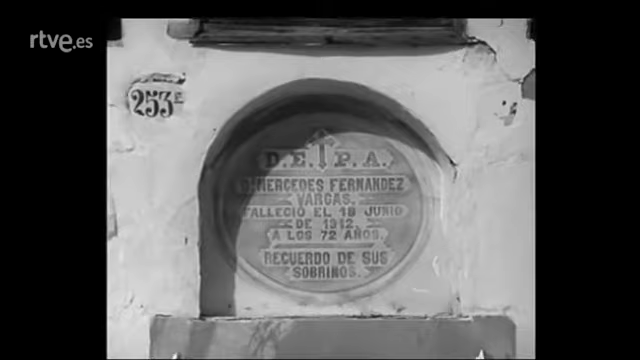 rtve.es
253
D. E. P. A.
D. MERCEDES FERNANDEZ
VARGAS.
FALLECIÓ EL 18 JUNIO
DE 1912
A LOS 72 AÑOS.
RECUERDO DE SUS
SOBRINOS.